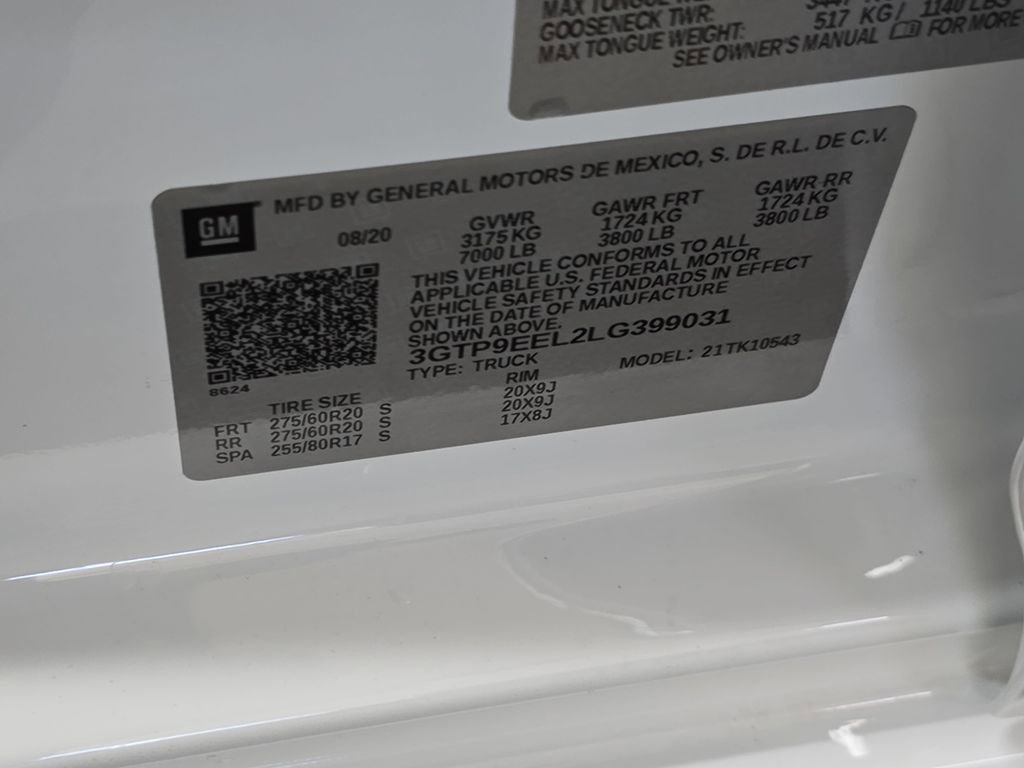 MAX TONGUE
GOOSENECK TWR:
MAX TONGUE WEIGHT: 517 KG/ 1140 LBS
SEE OWNER'S MANUAL FOR MORE
GM
MFD BY GENERAL MOTORS DE MEXICO, S. DE R.L. DE C.V.
08/20
GVWR GAWR FRT GAWR RR
3175 KG 1724 KG 1724 KG
7000 LB 3800 LB 3800 LB
THIS VEHICLE CONFORMS TO ALL
APPLICABLE U.S. FEDERAL MOTOR
VEHICLE SAFETY STANDARDS IN EFFECT
ON THE DATE OF MANUFACTURE
SHOWN ABOVE.
3GTP9EEL2LG399031
TYPE: TRUCK MODEL: 21TK10543
8624
TIRE SIZE RIM
FRT 275/60R20 S 20X9J
RR 275/60R20 S 20X9J
SPA 255/80R17 S 17X8J